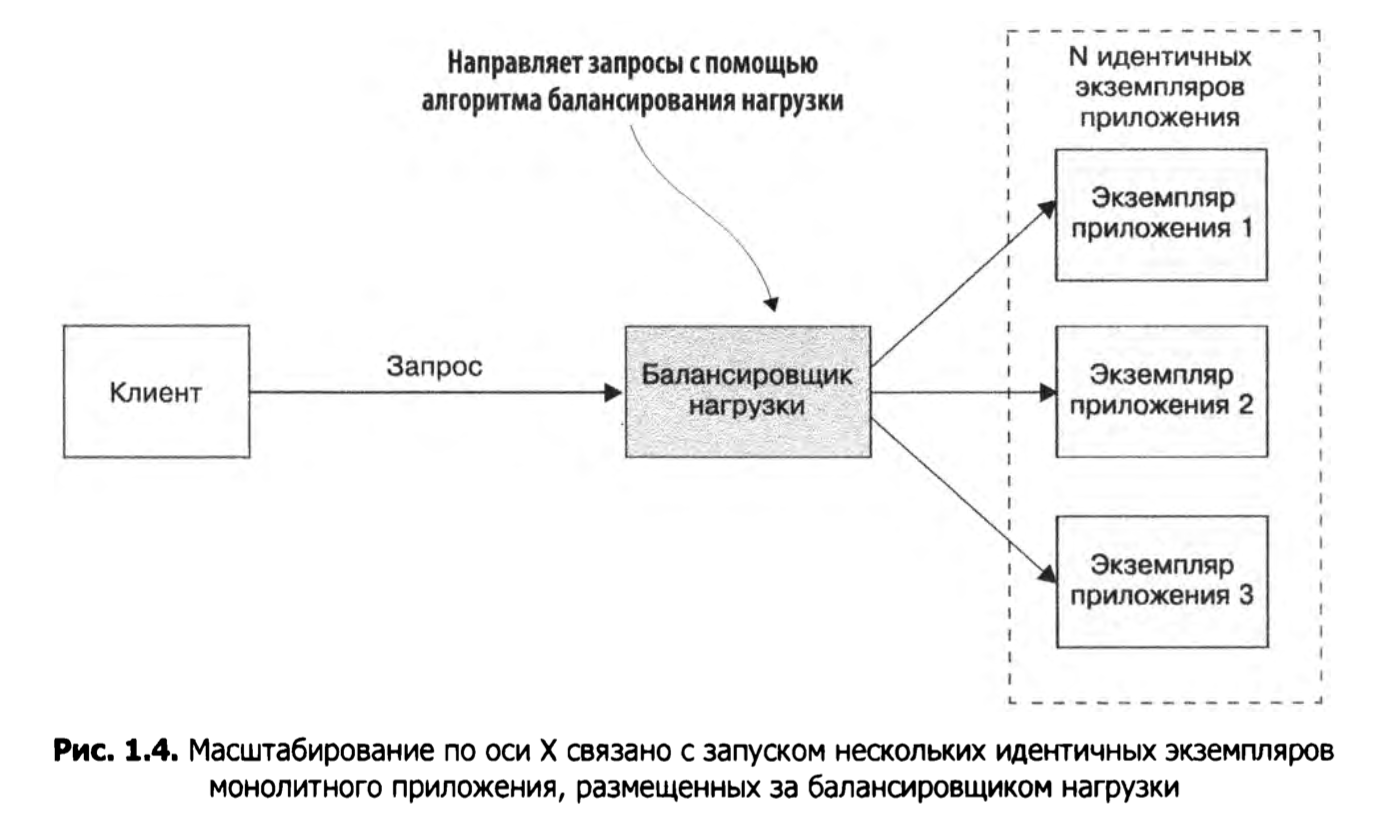 Направляет запросы с помощью
алгоритма балансирования нагрузки
N идентичных
экземпляров
приложения
Экземпляр
приложения 1
Клиент
Запрос
Балансировщик
нагрузки
Экземпляр
приложения 2
Экземпляр
приложения 3
Рис. 1.4. Масштабирование по оси X связано с запуском нескольких идентичных экземпляров
монолитного приложения, размещенных за балансировщиком нагрузки